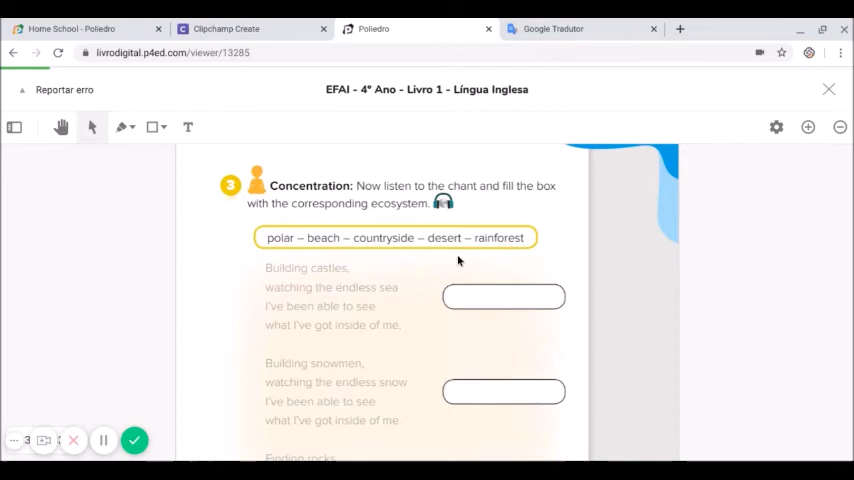 Home School - Poliedro
Clipchamp Create
Poliedro
Google Tradutor
livrodigital.p4ed.com/viewer/13285
Reportar erro
EFAI - 4º Ano - Livro 1 - Língua Inglesa
3 Concentration: Now listen to the chant and fill the box
with the corresponding ecosystem.
polar – beach – countryside – desert – rainforest
Building castles,
watching the endless sea
I've been able to see
what I've got inside of me.
Building snowmen,
watching the endless snow
I've been able to see
what I've got inside of me.
Finding rocks
3